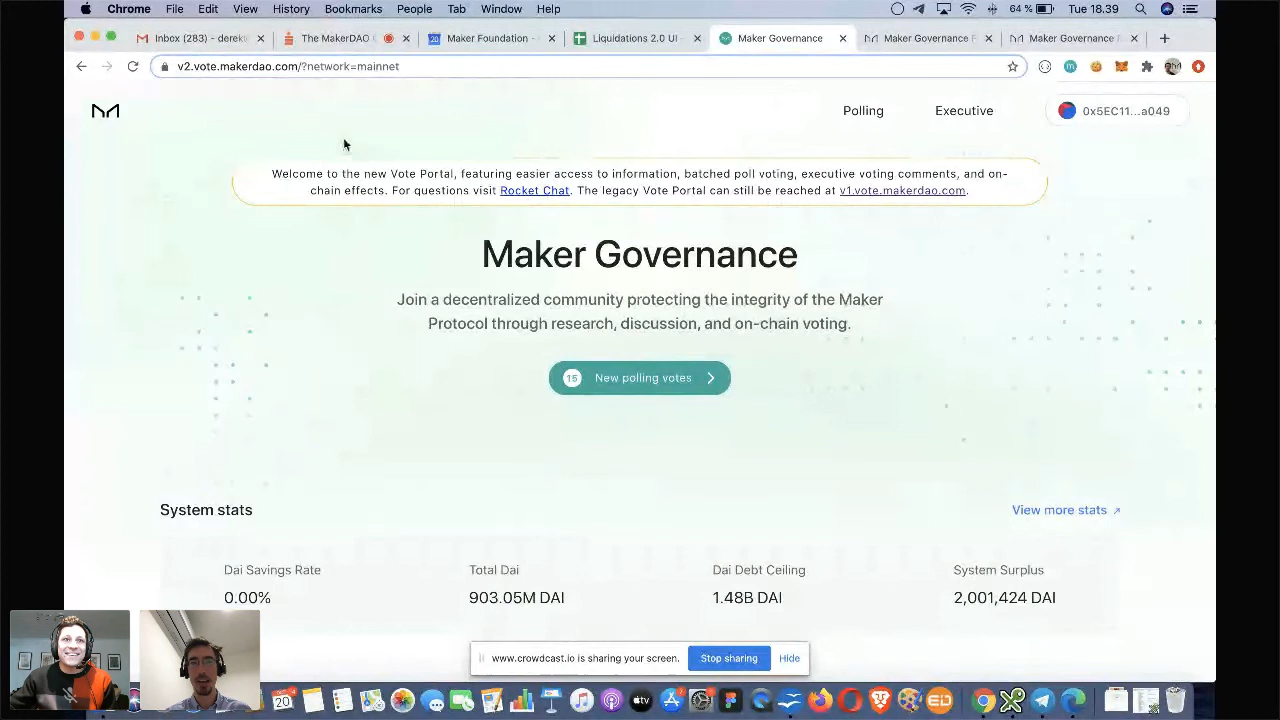 Chrome File Edit View History Bookmarks People Tab Window Help 64 % Tue 18.39
Inbox (283) - derek The MakerDAO Maker Foundation - Liquidations 2.0 UI - Maker Governance Maker Governance F Maker Governance
v2.vote.makerdao.com/?network=mainnet
Polling Executive 0x5EC11...a049
Welcome to the new Vote Portal, featuring easier access to information, batched poll voting, executive voting comments, and on-
chain effects. For questions visit Rocket Chat. The legacy Vote Portal can still be reached at v1.vote.makerdao.com.
Maker Governance
Join a decentralized community protecting the integrity of the Maker
Protocol through research, discussion, and on-chain voting.
15 New polling votes
System stats View more stats
Dai Savings Rate Total Dai Dai Debt Ceiling System Surplus
0.00% 903.05M DAI 1.48B DAI 2,001,424 DAI
www.crowdcast.io is sharing your screen. Stop sharing Hide
20 tv